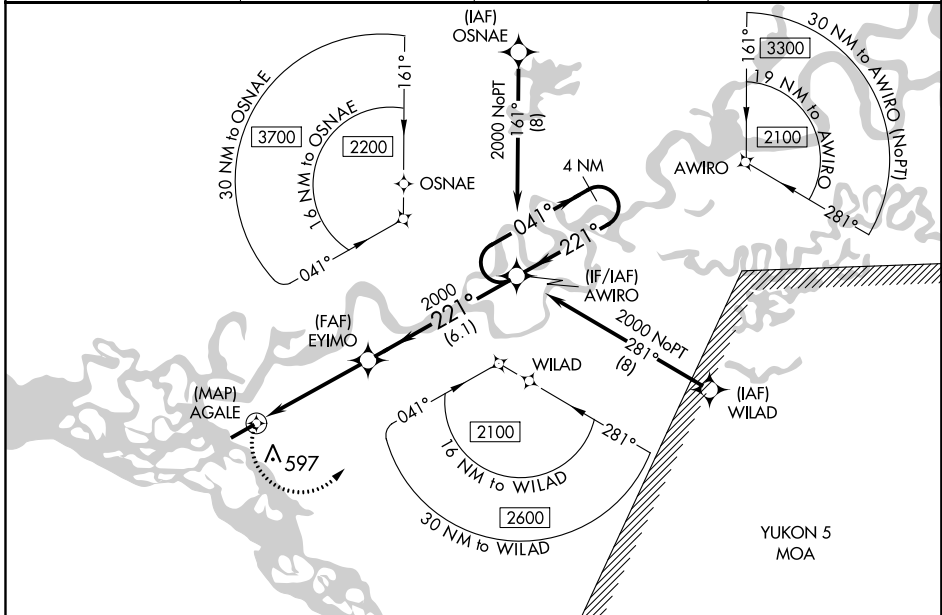 (IAF)
OSNAE
2000 NoPT
161°
(8)
30 NM to OSNAE
3700
16 NM to OSNAE
2200
161°
OSNAE
041°
161°
30 NM to AWIRO (NoPT)
3300
19 NM to AWIRO
2100
AWIRO
281°
4 NM
041°
221°
(IF/IAF)
AWIRO
2000
221°
(6.1)
(FAF)
EYIMO
2000 NoPT
281°
(8)
(IAF)
WILAD
(MAP)
AGALE
597
WILAD
041°
281°
2100
16 NM to WILAD
2600
30 NM to WILAD
YUKON 5
MOA